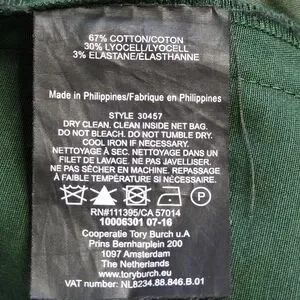 67% COTTON/COTON
30% LYOCELL/LYOCELL
3% ELASTANE/ELASTHANNE
Made in Philippines/Fabrique en Philippines
STYLE 30457
DRY CLEAN. CLEAN INSIDE NET BAG.
DO NOT BLEACH. DO NOT TUMBLE DRY.
COOL IRON IF NECESSARY.
NETTOYAGE À SEC. NETTOYAGE DANS UN
FILET DE LAVAGE. NE PAS JAVELLISER.
NE PAS SÉCHER EN MACHINE. REPASSAGE
À FAIBLE TEMPÉRATURE SI NÉCESSAIRE.
P
RN#111395/CA 57014
10006301 07-16
Cooperatie Tory Burch u.A
Prins Bernharplein 200
1097 Amsterdam
The Netherlands
www.toryburch.eu
VAT number: NL8234.88.846.B.01